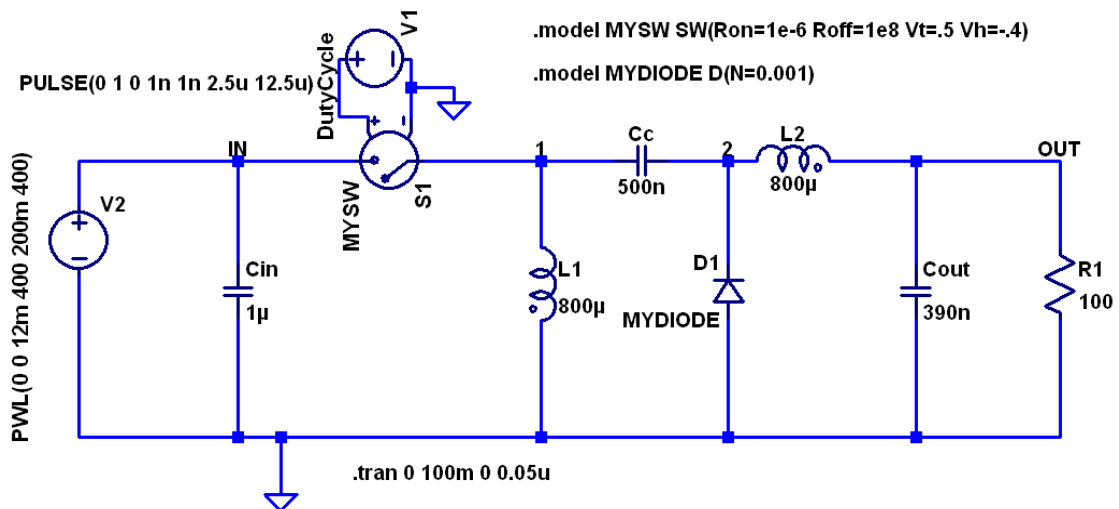 V1
.model MYSW SW(Ron=1e-6 Roff=1e8 Vt=.5 Vh=-.4)
.model MYDIODE D(N=0.001)
PULSE(0 1 0 1n 1n 2.5u 12.5u)
DutyCycle
IN
MYSW
S1
1
Cc
500n
2
L2
800µ
OUT
PWL(0 0 12m 400 200m 400)
V2
Cin
1µ
L1
800µ
D1
MYDIODE
Cout
390n
R1
100
.tran 0 100m 0 0.05u